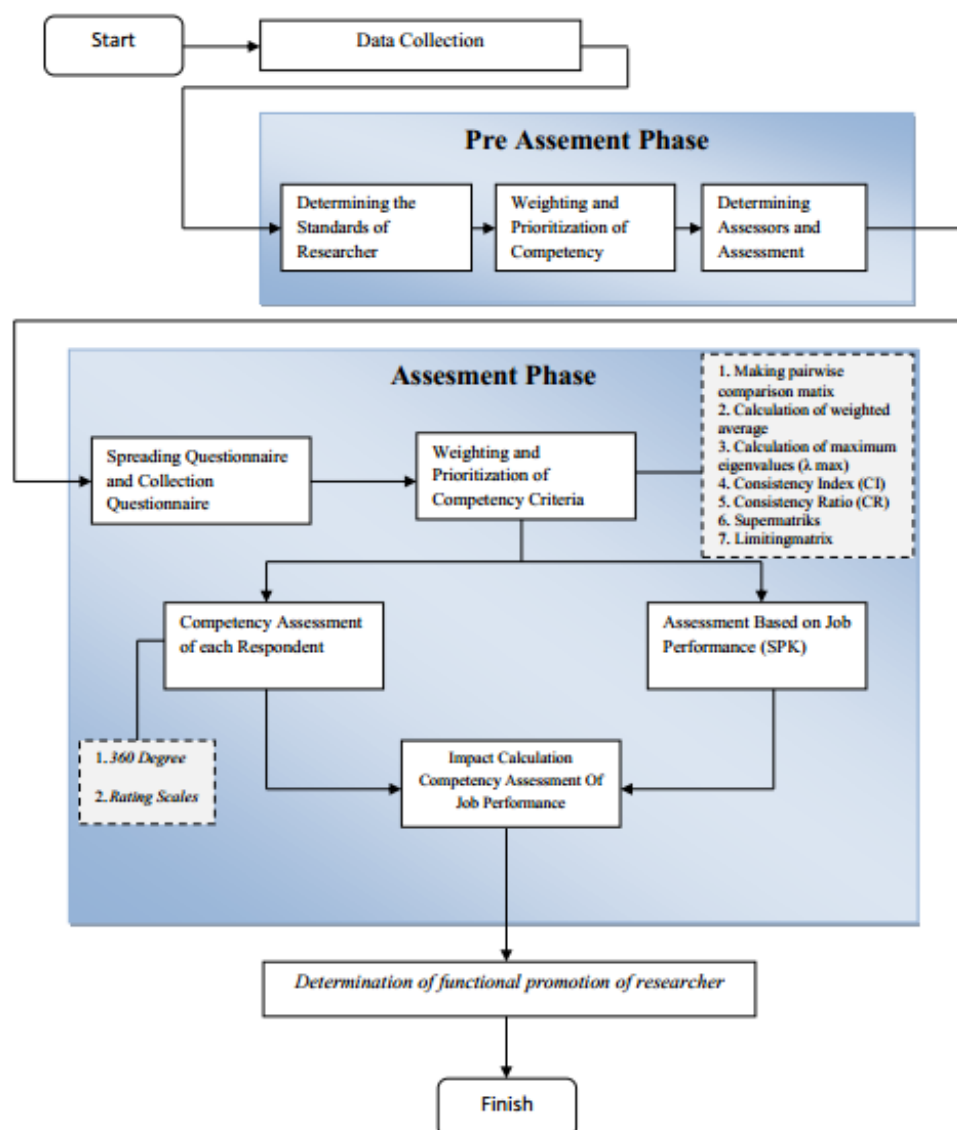 Start
Data Collection
Pre Assement Phase
Determining the
Standards of
Researcher
Weighting and
Prioritization of
Competency
Determining
Assessors and
Assessment
Assesment Phase
Spreading Questionnaire
and Collection
Questionnaire
Weighting and
Prioritization of
Competency Criteria
1. Making pairwise
comparison matix
2. Calculation of weighted
average
3. Calculation of maximum
eigenvalues (λ max)
4. Consistency Index (CI)
5. Consistency Ratio (CR)
6. Supermatriks
7. Limitingmatrix
Competency Assessment
of each Respondent
Assessment Based on Job
Performance (SPK)
1. 360 Degree
2. Rating Scales
Impact Calculation
Competency Assessment Of
Job Performance
Determination of functional promotion of researcher
Finish